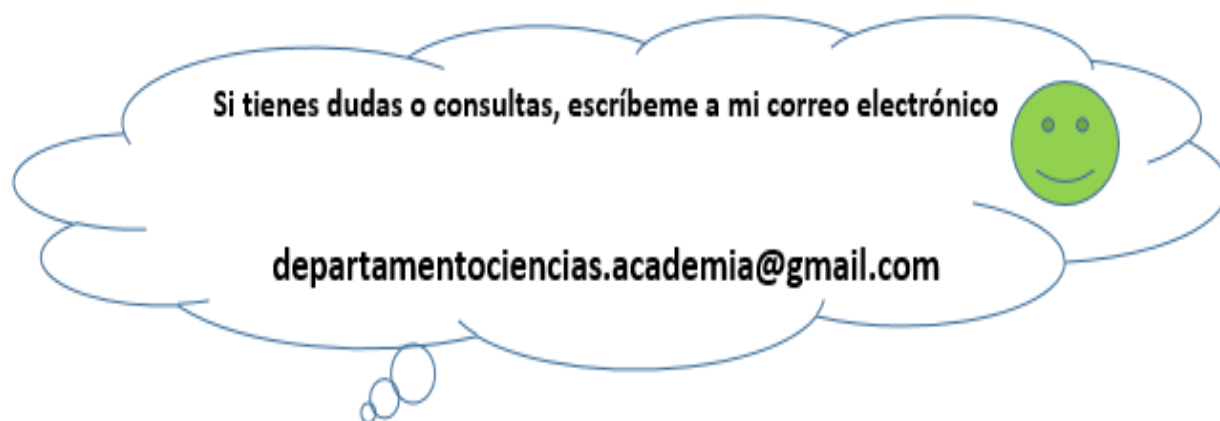 Si tienes dudas o consultas, escríbeme a mi correo electrónico
departamentociencias.academia@gmail.com